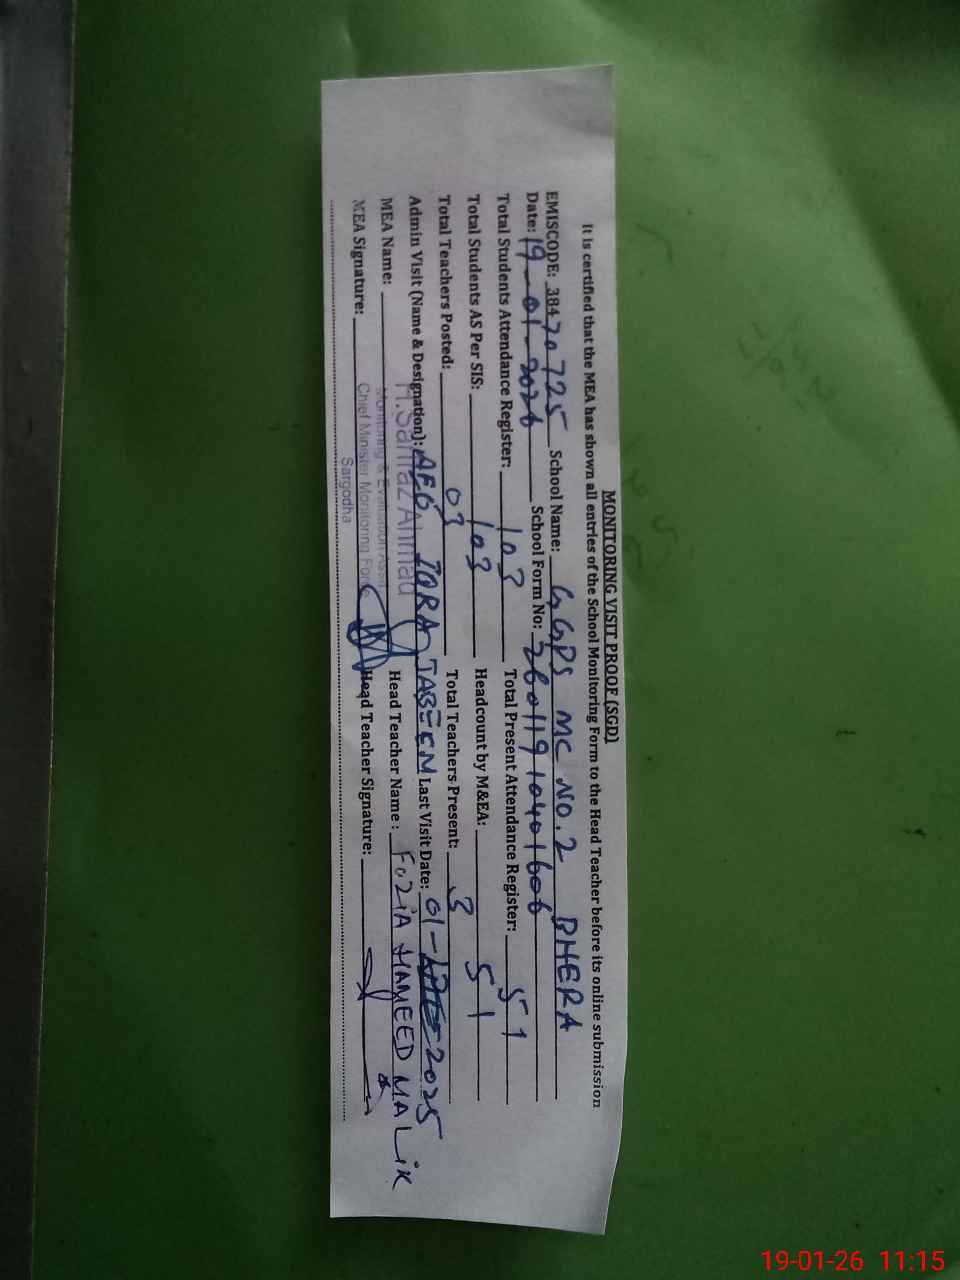 MONITORING VISIT PROOF (SGD)
It is certified that the MEA has shown all entries of the School Monitoring Form to the Head Teacher before its online submission
EMISCODE: 38470725 School Name: GGPS MC NO.2 BHERA
Date: 19-01-2026 School Form No: 26011910401606
Total Students Attendance Register: 103 Total Present Attendance Register: 51
Total Students AS Per SIS: 103 Headcount by M&EA: 51
Total Teachers Posted: 03 Total Teachers Present: 3
Admin Visit (Name & Designation): AEO IQRA TABEEN Last Visit Date: 01- 2025
MEA Name: Head Teacher Name : FoziA HAMEED MALiK
Monitoring & Evaluation
MEA Signature: Chief Minister Monitoring Force Head Teacher Signature:
Sargodha
19-01-26 11:15